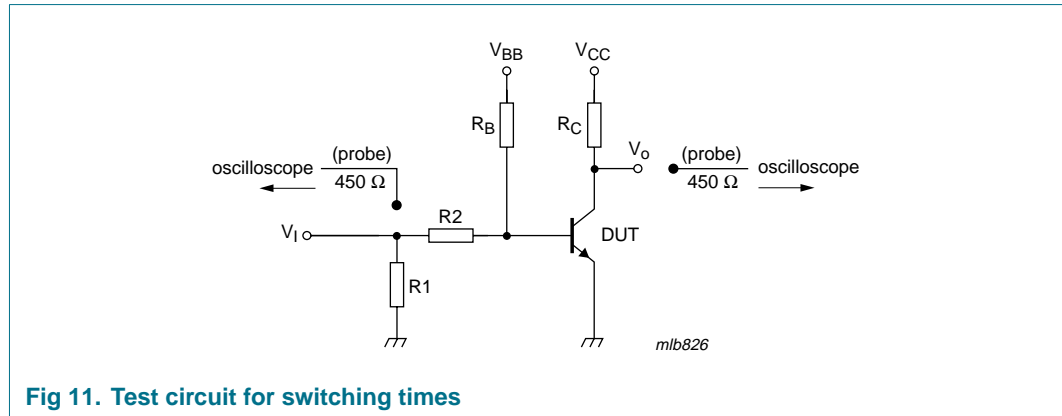 V_BB
V_CC
R_B
R_C
(probe)
oscilloscope
450 Ω
V_o
(probe)
oscilloscope
450 Ω
R2
V_I
DUT
R1
mlb826
Fig 11. Test circuit for switching times